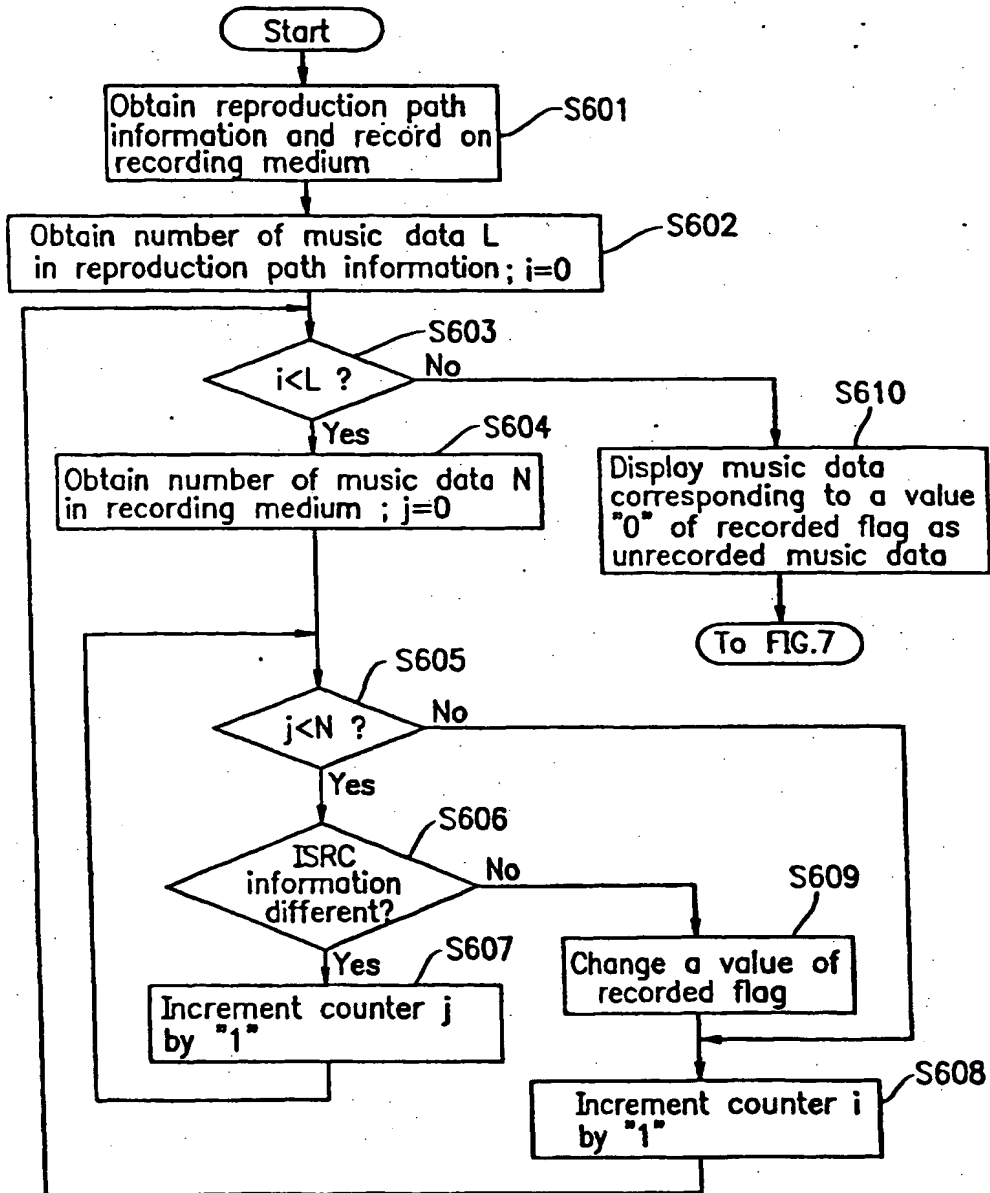 Start
Obtain reproduction path
information and record on
recording medium
S601
Obtain number of music data L
in reproduction path information; i=0
S602
S603
i<L ?
No
Yes
S604
S610
Obtain number of music data N
in recording medium ; j=0
Display music data
corresponding to a value
"0" of recorded flag as
unrecorded music data
To FIG.7
S605
j<N ?
No
Yes
S606
ISRC
information
different?
No
S609
Yes
S607
Change a value of
recorded flag
Increment counter j
by "1"
S608
Increment counter i
by "1"